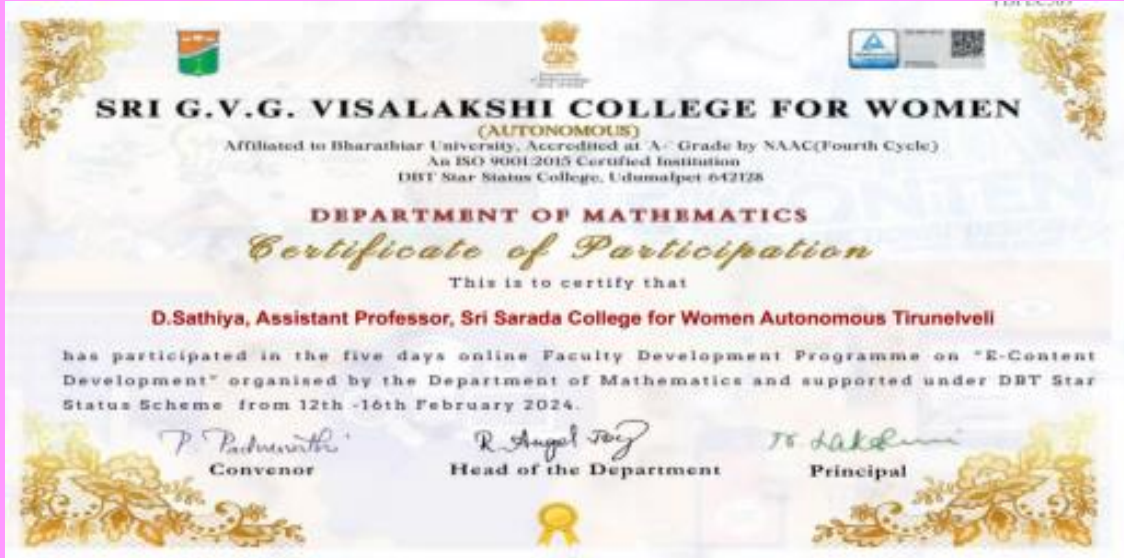 SRI G.V.G. VISALAKSHI COLLEGE FOR WOMEN
(AUTONOMOUS)
Affiliated to Bharathiar University, Accredited at A+ Grade by NAAC(Fourth Cycle)
An ISO 9001:2015 Certified Institution
DBT Star Status College, Udumalpet 642128
DEPARTMENT OF MATHEMATICS
Certificate of Participation
This is to certify that
D.Sathiya, Assistant Professor, Sri Sarada College for Women Autonomous Tirunelveli
has participated in the five days online Faculty Development Programme on "E-Content
Development" organised by the Department of Mathematics and supported under DBT Star
Status Scheme from 12th -16th February 2024.
Convenor
Head of the Department
Principal